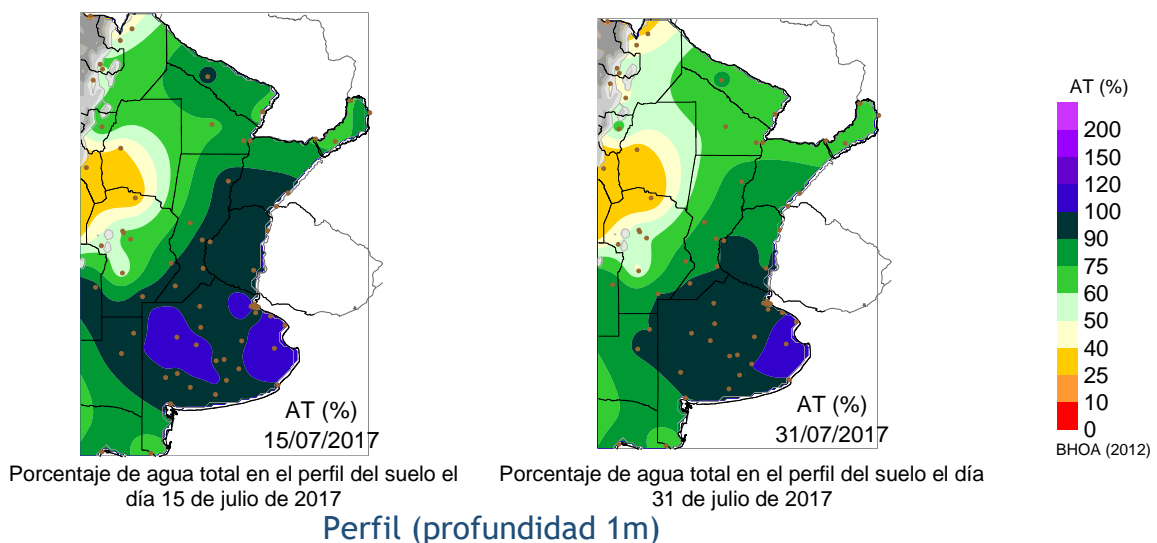 AT (%)
15/07/2017
AT (%)
31/07/2017
AT (%)
200
150
120
100
90
75
60
50
40
25
10
0
BHOA (2012)
Porcentaje de agua total en el perfil del suelo el
día 15 de julio de 2017
Porcentaje de agua total en el perfil del suelo el día
31 de julio de 2017
Perfil (profundidad 1m)